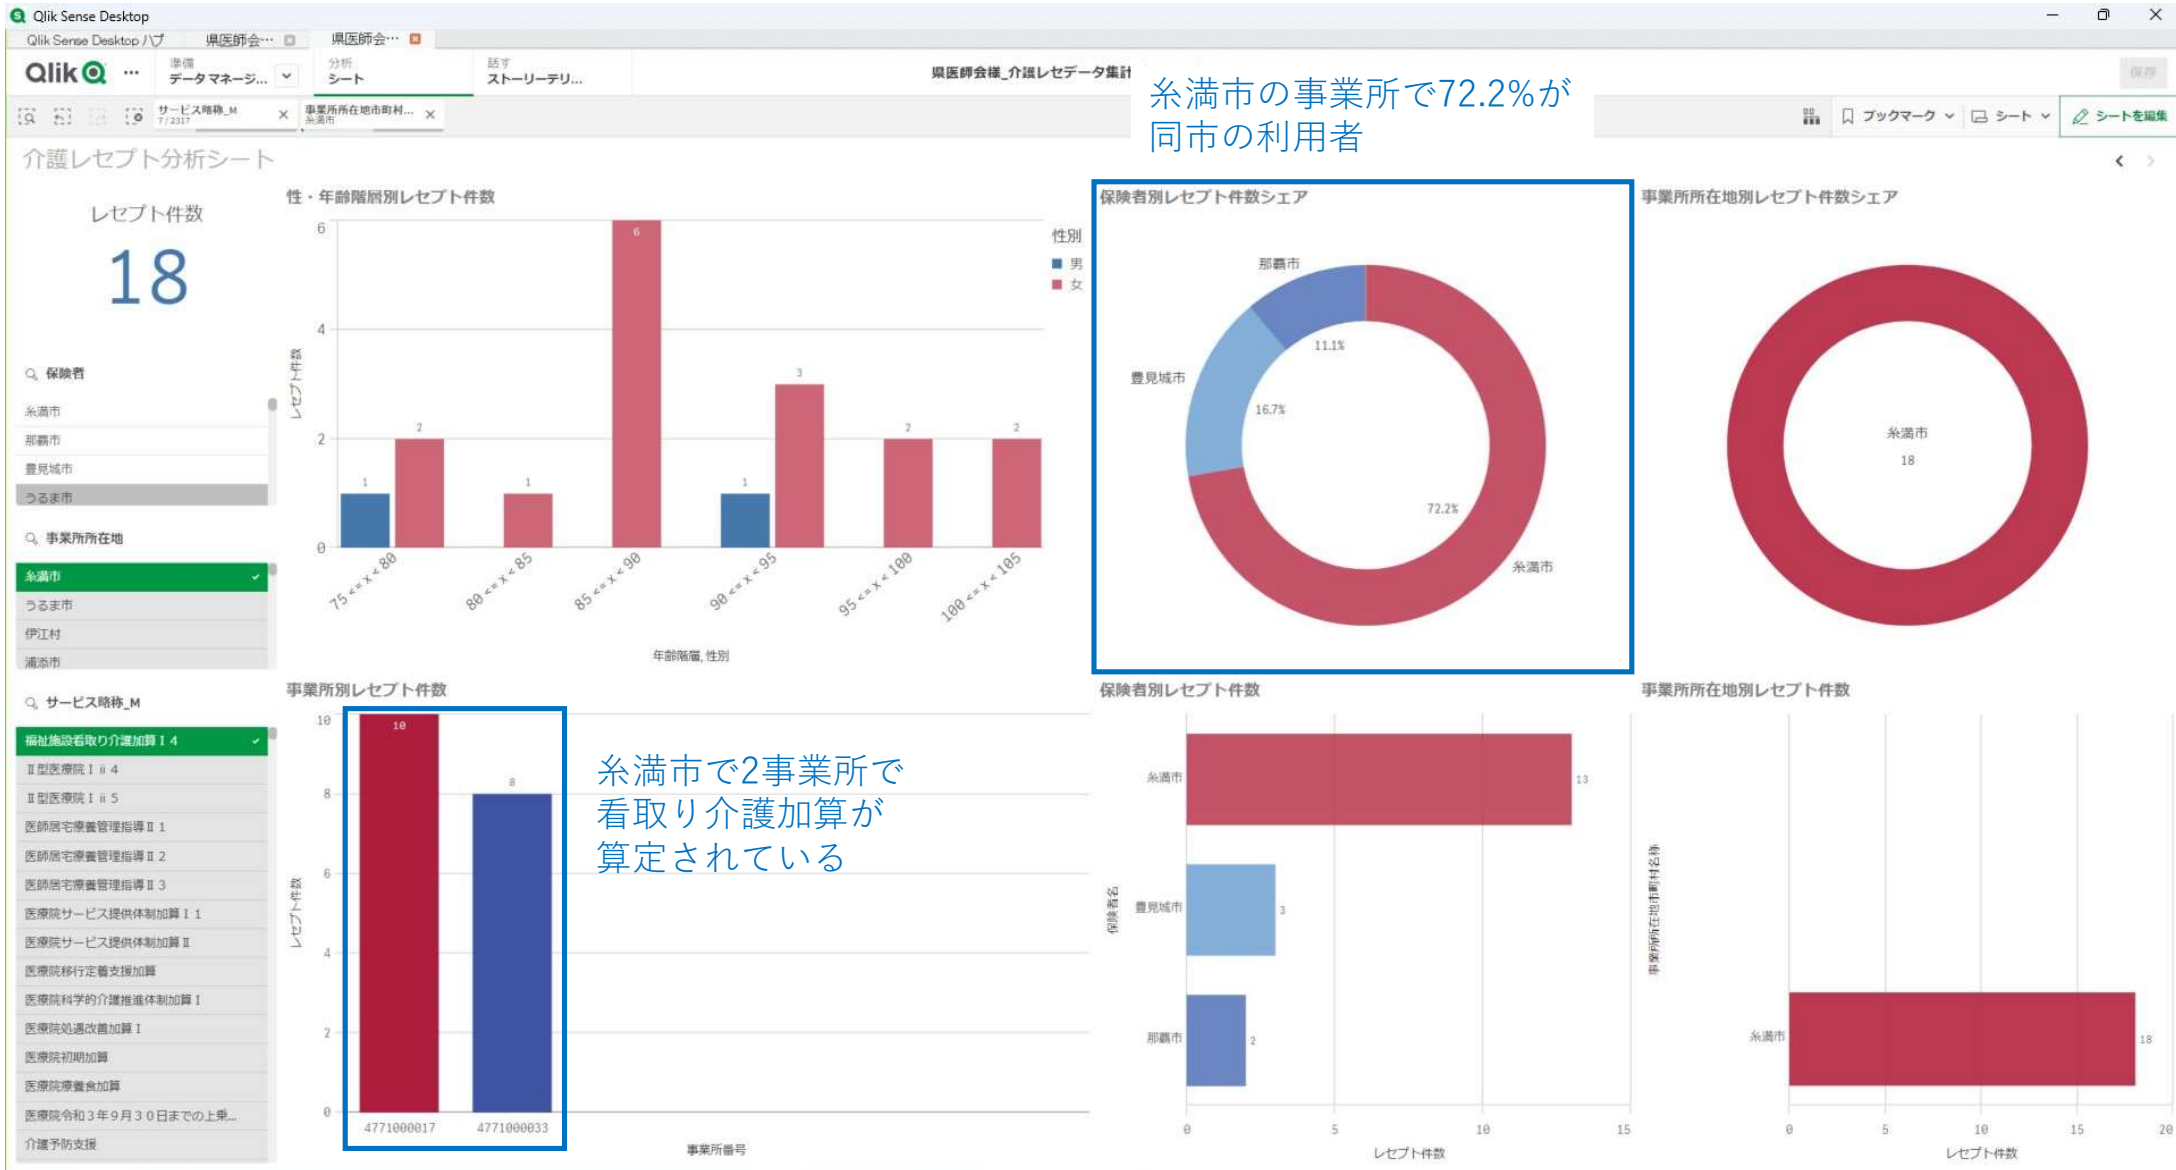 Qlik Sense Desktop
Qlik Sense Desktop ハブ
県医師会…
県医師会…
Qlik
準備
データ マネージ...
分析
シート
話す
ストーリーテリ...
県医師会様_介護レセデータ集計
保存
サービス略称_M
7 / 2317
事業所所在地市町村...
糸満市
ブックマーク
シート
シートを編集
糸満市の事業所で72.2%が
同市の利用者
介護レセプト分析シート
レセプト件数
18
保険者
糸満市
那覇市
豊見城市
うるま市
事業所所在地
糸満市
うるま市
伊江村
浦添市
サービス略称_M
福祉施設看取り介護加算Ⅰ4
Ⅱ型医療院Ⅰⅱ4
Ⅱ型医療院Ⅰⅱ5
医師居宅療養管理指導Ⅱ1
医師居宅療養管理指導Ⅱ2
医師居宅療養管理指導Ⅱ3
医療院サービス提供体制加算Ⅰ1
医療院サービス提供体制加算Ⅱ
医療院移行定着支援加算
医療院科学的介護推進体制加算Ⅰ
医療院処遇改善加算Ⅰ
医療院初期加算
医療院療養食加算
医療院令和3年9月30日までの上乗...
介護予防支援
性・年齢階層別レセプト件数
レセプト件数
6
4
2
0
1
2
1
6
1
3
2
2
75 <= x < 80
80 <= x < 85
85 <= x < 90
90 <= x < 95
95 <= x < 100
100 <= x < 105
年齢階層, 性別
性別
男
女
保険者別レセプト件数シェア
那覇市
11.1%
豊見城市
16.7%
72.2%
糸満市
事業所所在地別レセプト件数シェア
糸満市
18
事業所別レセプト件数
レセプト件数
10
8
6
4
2
0
10
8
4771000017
4771000033
事業所番号
糸満市で2事業所で
看取り介護加算が
算定されている
保険者別レセプト件数
保険者名
糸満市
13
豊見城市
3
那覇市
2
0
5
10
15
レセプト件数
事業所所在地別レセプト件数
事業所所在地市町村名称
糸満市
18
0
5
10
15
20
レセプト件数